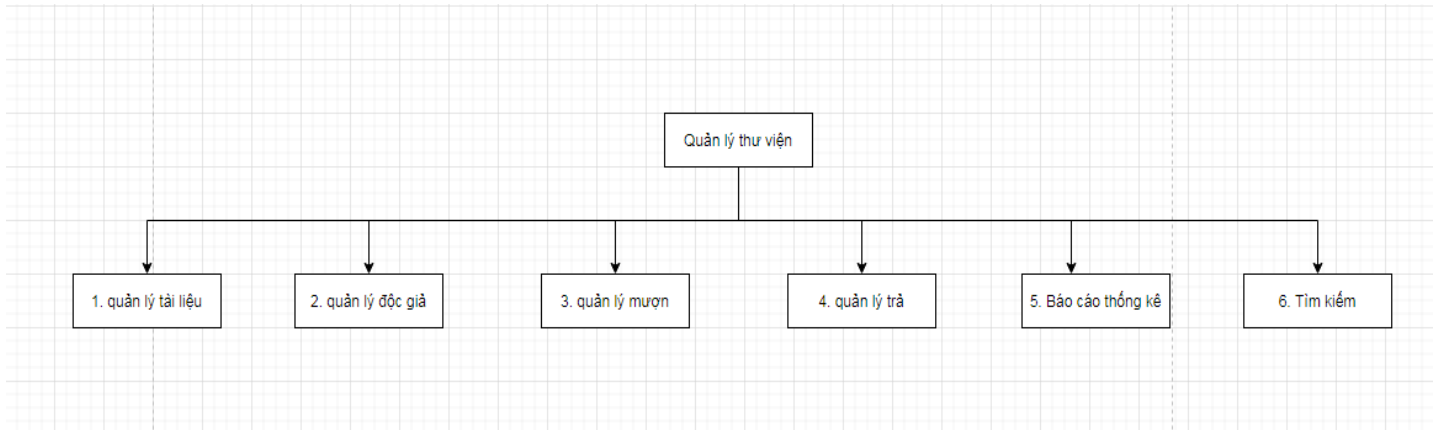 Quản lý thư viện
1. quản lý tài liệu
2. quản lý độc giả
3. quản lý mượn
4. quản lý trả
5. Báo cáo thống kê
6. Tìm kiếm